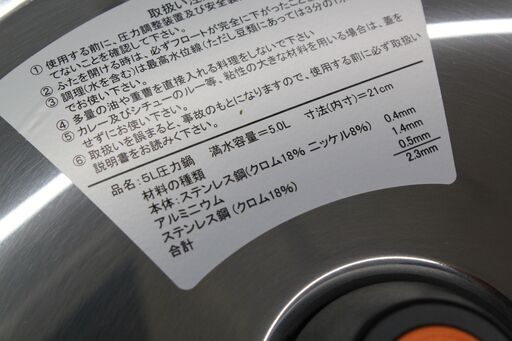 取扱い
① 使用する前に、圧力調整装置及び安全装
てないことを確認して下さい。
② ふたを開ける時は、必ずフロートが完全に下がったこと
③ 調理(水を含む)は最高水位線(ただし豆類にあっては3分の1
でお使い下さい。
④ 多量の油や重曹を直接入れる料理をしないで下さい
⑤ カレー及びシチューのルー等、粘性の大きな材料を用いる場合は、蓋を
せずにお使い下さい。
⑥ 取扱いを誤まると、事故のもとになりますので、使用する前に必ず取扱い
説明書をお読みく下さい。
品名:5L圧力鍋 満水容量=5.0L 寸法(内寸)=21cm
材料の種類
本体:ステンレス鋼(クロム18% ニッケル8%) 0.4mm
アルミニウム 1.4mm
ステンレス鋼(クロム18%) 0.5mm
合計 2.3mm